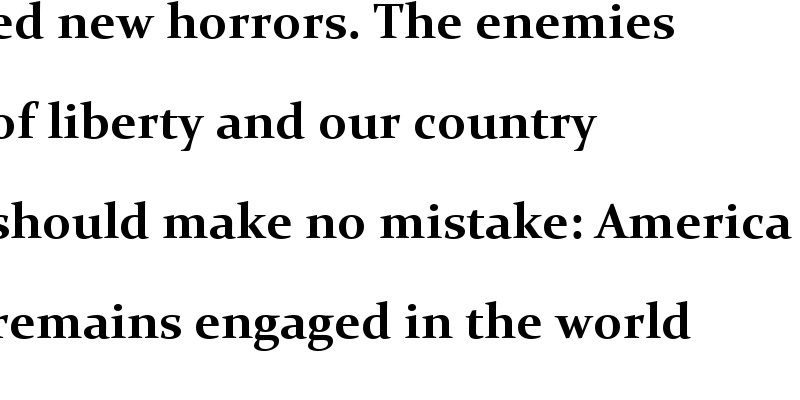 ed new horrors. The enemies
of liberty and our country
should make no mistake: America
remains engaged in the world